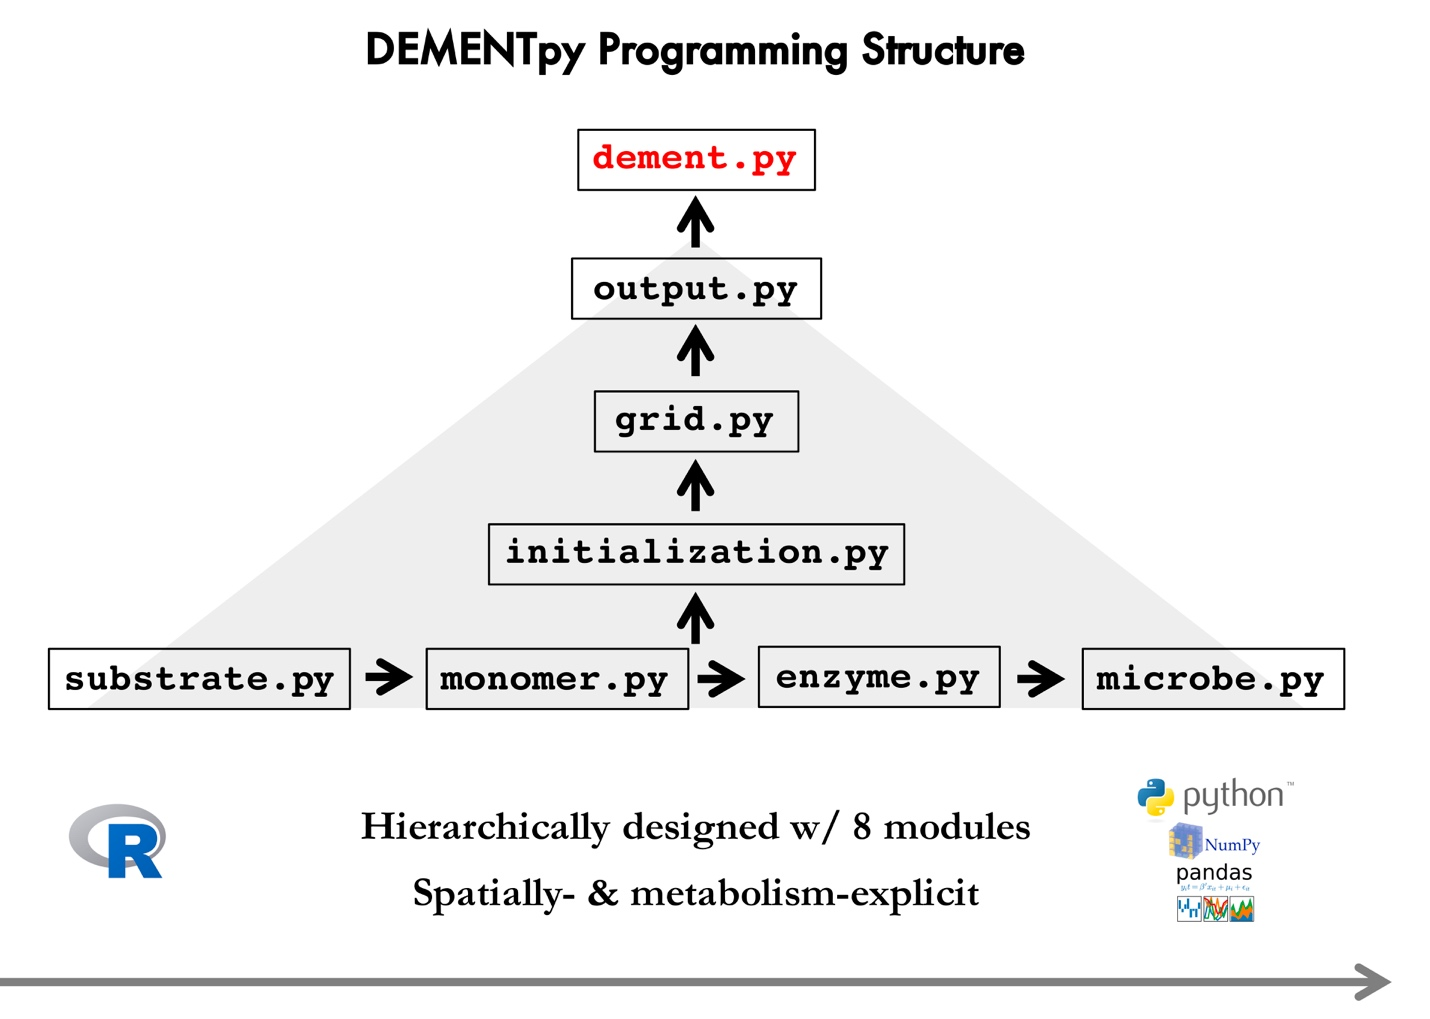 DEMENTpy Programming Structure
dement.py
output.py
grid.py
initialization.py
substrate.py monomer.py enzyme.py microbe.py
R
Hierarchically designed w/ 8 modules
Spatially- & metabolism-explicit
python™
NumPy
pandas